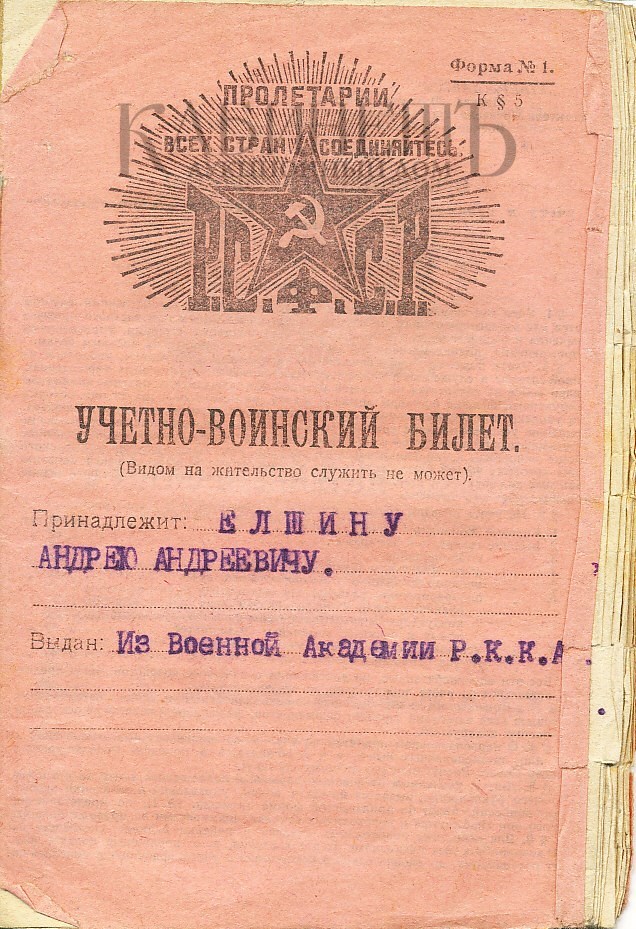 Форма № 1.
К § 5
ПРОЛЕТАРИИ
ВСЕХ СТРАН СОЕДИНЯЙТЕСЬ.
Р.С.Ф.С.Р.
УЧЕТНО-ВОИНСКИЙ БИЛЕТ.
(Видом на жительство служить не может).
Принадлежит: ЕЛШИНУ
АНДРЕЮ АНДРЕЕВИЧУ.
Выдан: Из Военной Академии Р.К.К.А.